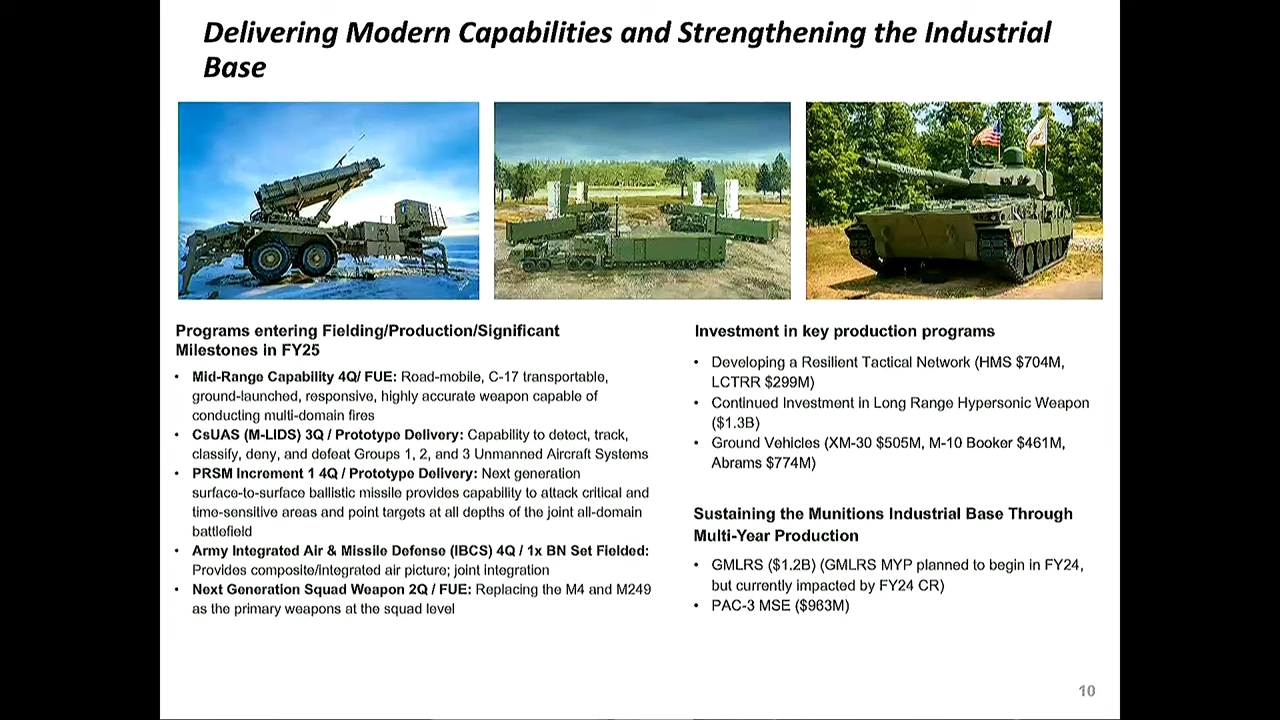 Delivering Modern Capabilities and Strengthening the Industrial
Base
Programs entering Fielding/Production/Significant
Milestones in FY25
• Mid-Range Capability 4Q/ FUE: Road-mobile, C-17 transportable,
ground-launched, responsive, highly accurate weapon capable of
conducting multi-domain fires
• CsUAS (M-LIDS) 3Q / Prototype Delivery: Capability to detect, track,
classify, deny, and defeat Groups 1, 2, and 3 Unmanned Aircraft Systems
• PRSM Increment 1 4Q / Prototype Delivery: Next generation
surface-to-surface ballistic missile provides capability to attack critical and
time-sensitive areas and point targets at all depths of the joint all-domain
battlefield
• Army Integrated Air & Missile Defense (IBCS) 4Q / 1x BN Set Fielded:
Provides composite/integrated air picture; joint integration
• Next Generation Squad Weapon 2Q / FUE: Replacing the M4 and M249
as the primary weapons at the squad level
Investment in key production programs
• Developing a Resilient Tactical Network (HMS $704M,
LCTRR $299M)
• Continued Investment in Long Range Hypersonic Weapon
($1.3B)
• Ground Vehicles (XM-30 $505M, M-10 Booker $461M,
Abrams $774M)
Sustaining the Munitions Industrial Base Through
Multi-Year Production
• GMLRS ($1.2B) (GMLRS MYP planned to begin in FY24,
but currently impacted by FY24 CR)
• PAC-3 MSE ($963M)
10